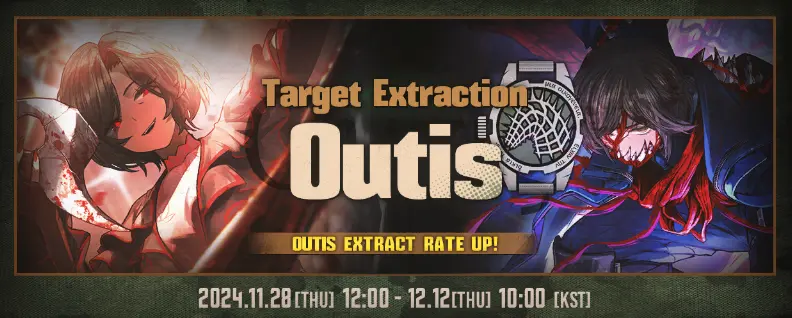 Target Extraction
Outis
OUTIS EXTRACT RATE UP!
2024.11.28[THU] 12:00 - 12.12[THU] 10:00 [KST]